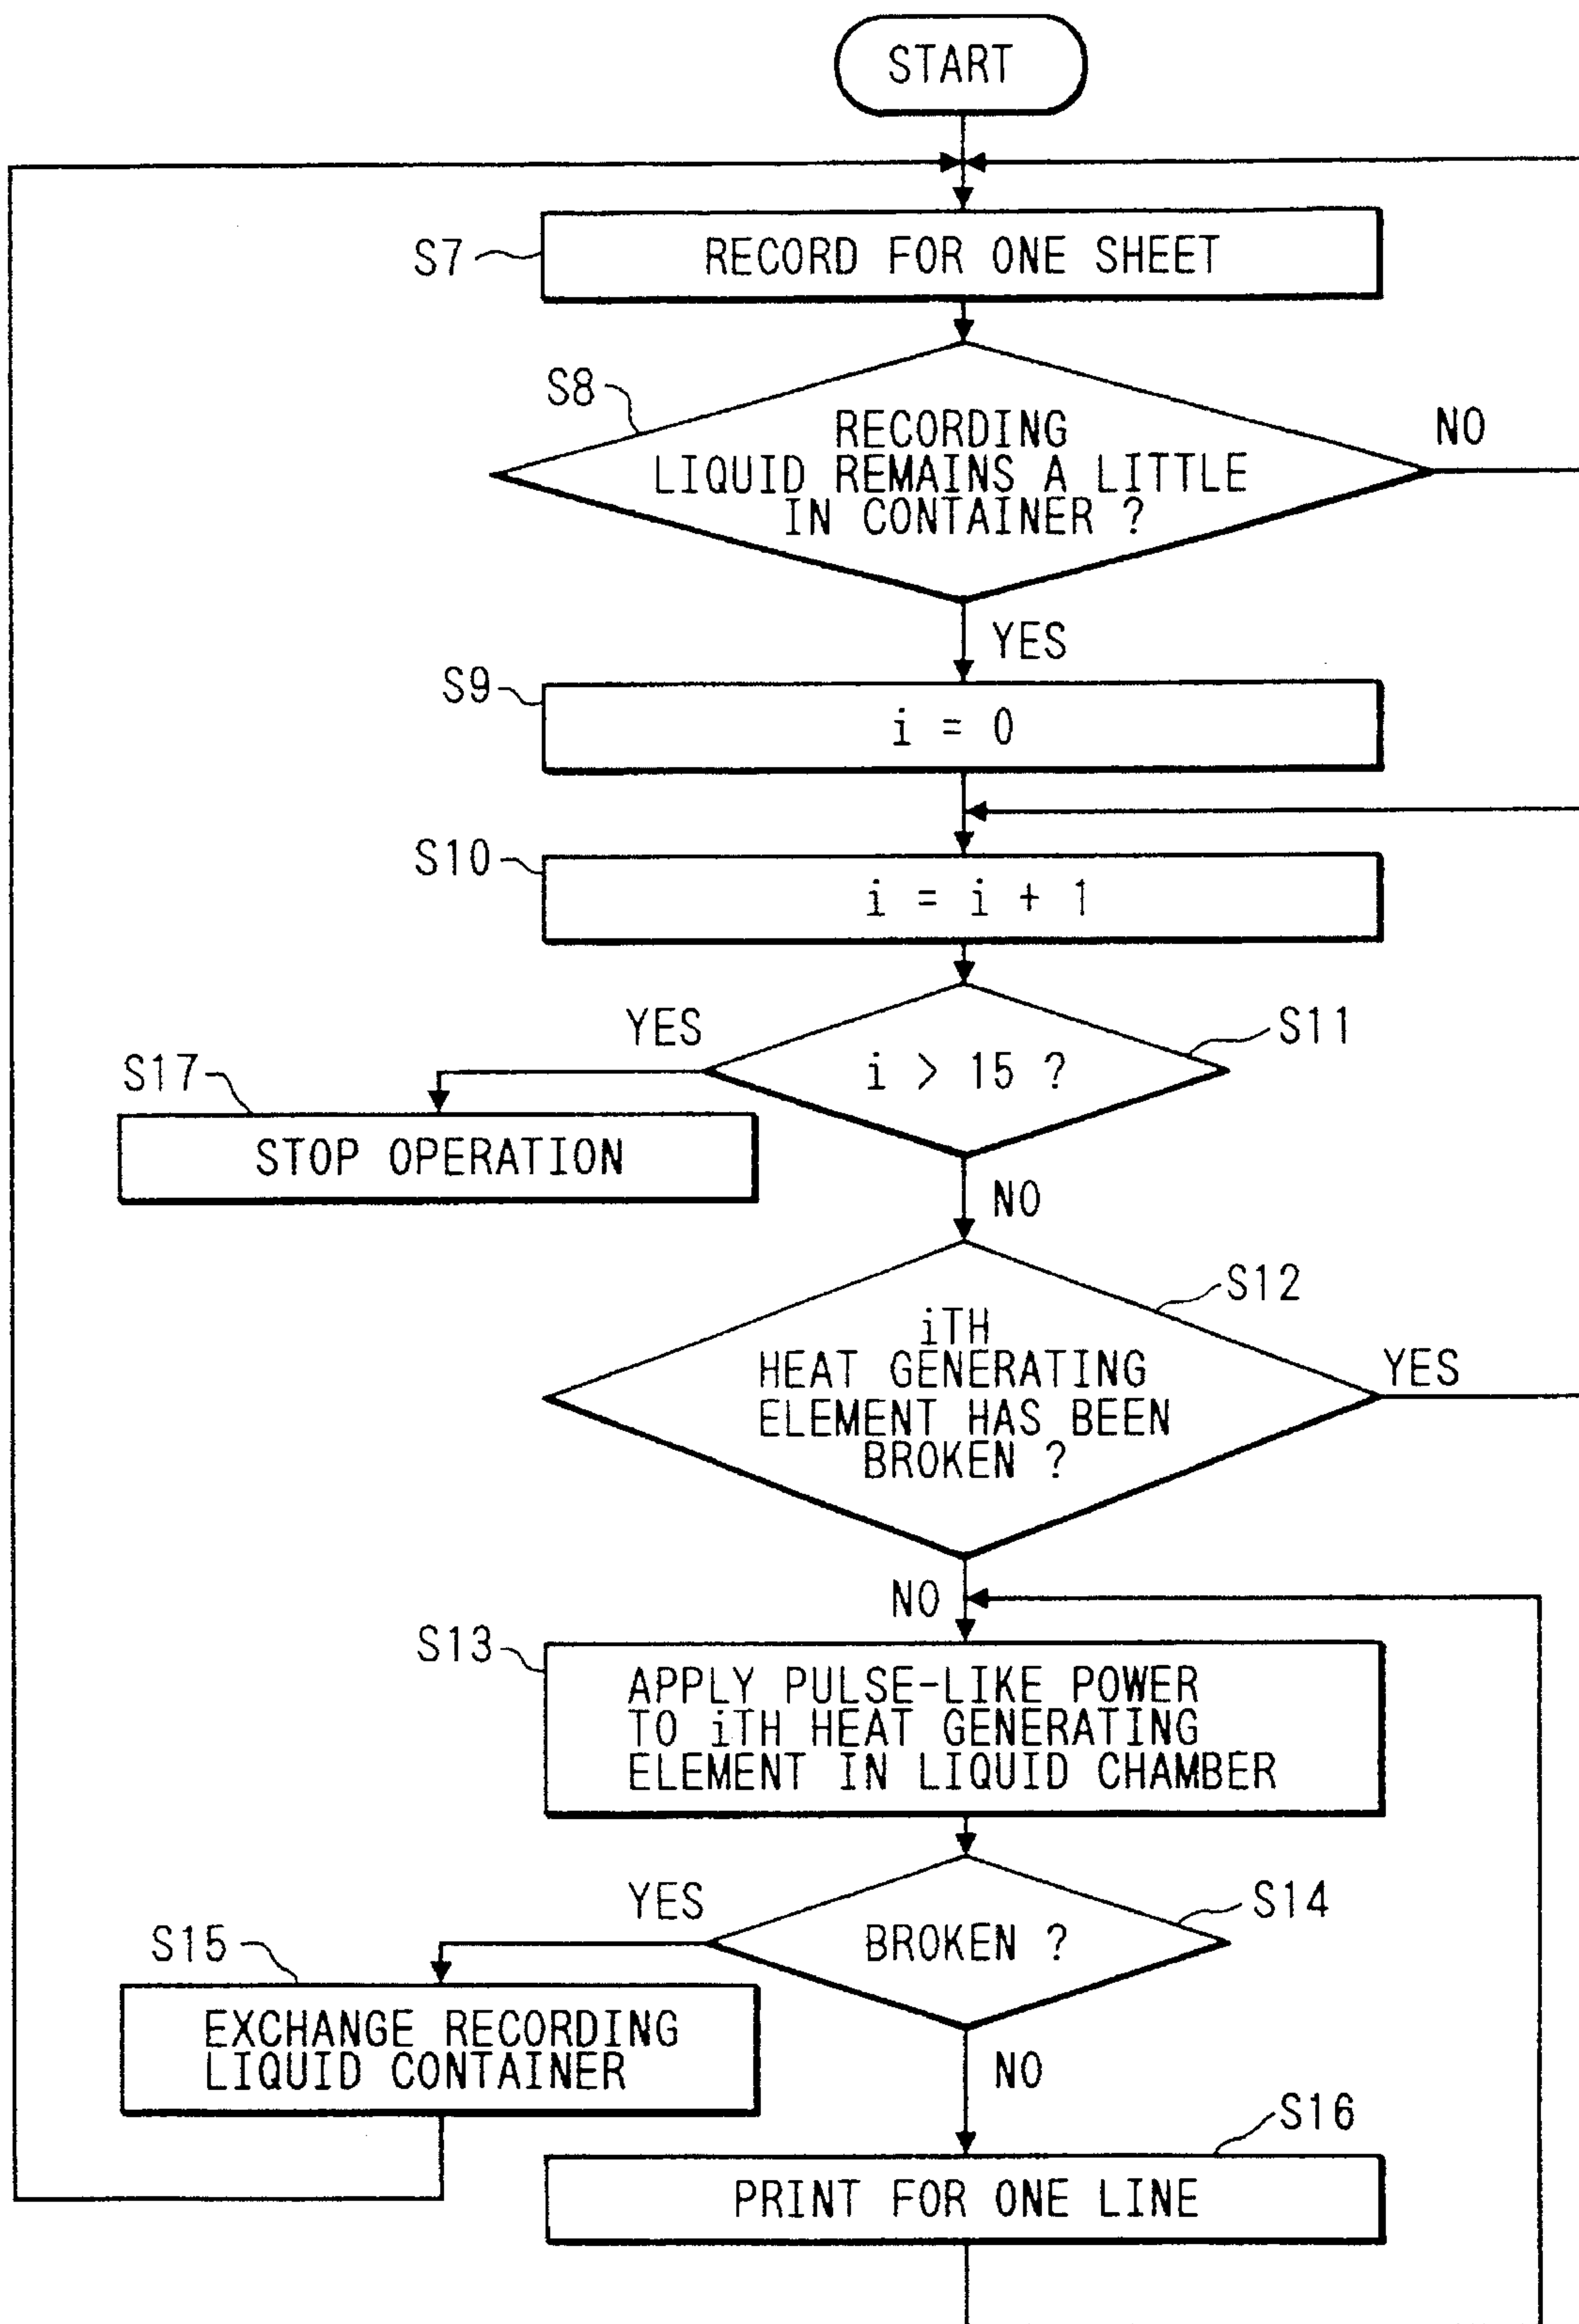 START
S7
RECORD FOR ONE SHEET
S8
RECORDING
LIQUID REMAINS A LITTLE
IN CONTAINER ?
NO
YES
S9
i = 0
S10
i = i + 1
YES
S11
i > 15 ?
S17
STOP OPERATION
NO
S12
iTH
HEAT GENERATING
ELEMENT HAS BEEN
BROKEN ?
YES
NO
S13
APPLY PULSE-LIKE POWER
TO iTH HEAT GENERATING
ELEMENT IN LIQUID CHAMBER
YES
S14
BROKEN ?
S15
EXCHANGE RECORDING
LIQUID CONTAINER
NO
S16
PRINT FOR ONE LINE